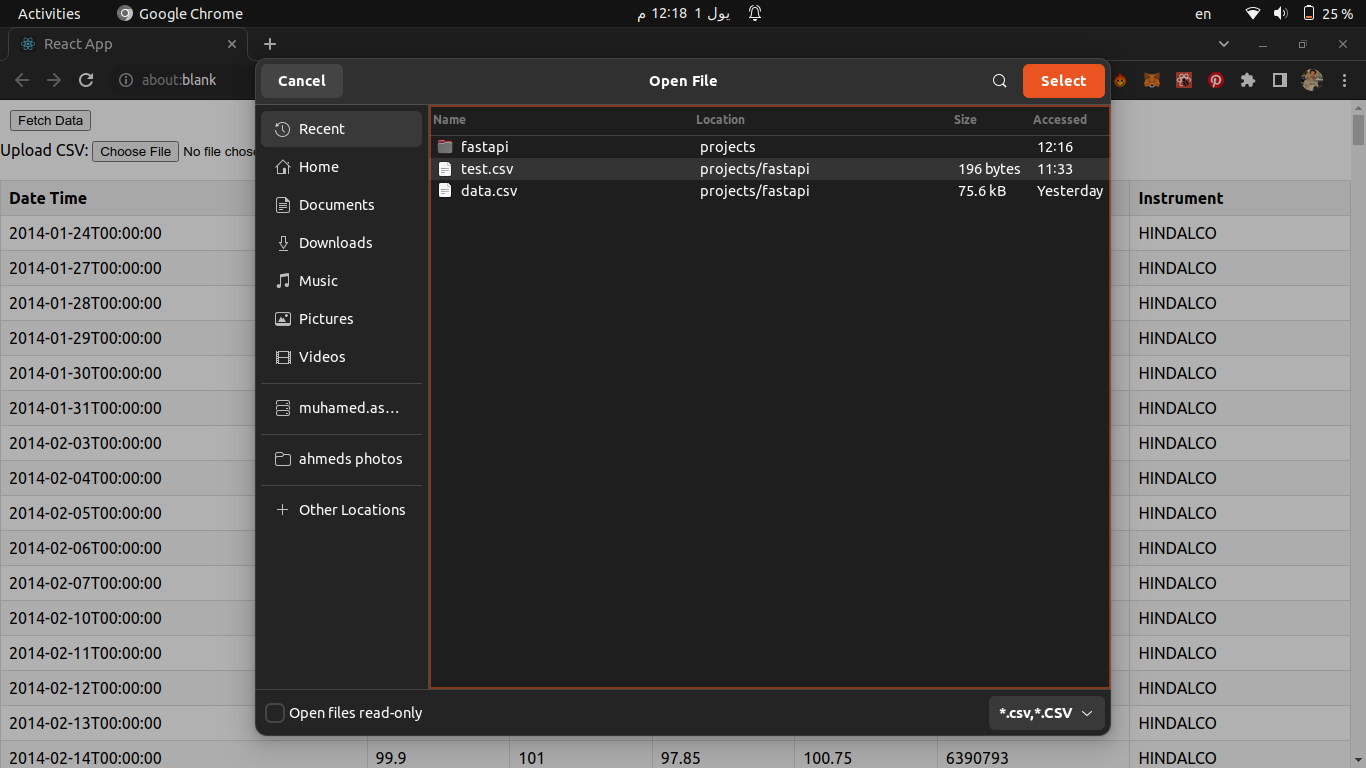 Activities Google Chrome يول 1 12:18 م en 25 %
React App
about:blank
Cancel Open File Select
Fetch Data
Upload CSV: Choose File No file chose
Recent
Home
Documents
Downloads
Music
Pictures
Videos
muhamed.as…
ahmeds photos
Other Locations
Name Location Size Accessed
fastapi projects 12:16
test.csv projects/fastapi 196 bytes 11:33
data.csv projects/fastapi 75.6 kB Yesterday
Open files read-only *.csv,*.CSV
Date Time Instrument
2014-01-24T00:00:00 HINDALCO
2014-01-27T00:00:00 HINDALCO
2014-01-28T00:00:00 HINDALCO
2014-01-29T00:00:00 HINDALCO
2014-01-30T00:00:00 HINDALCO
2014-01-31T00:00:00 HINDALCO
2014-02-03T00:00:00 HINDALCO
2014-02-04T00:00:00 HINDALCO
2014-02-05T00:00:00 HINDALCO
2014-02-06T00:00:00 HINDALCO
2014-02-07T00:00:00 HINDALCO
2014-02-10T00:00:00 HINDALCO
2014-02-11T00:00:00 HINDALCO
2014-02-12T00:00:00 HINDALCO
2014-02-13T00:00:00 HINDALCO
2014-02-14T00:00:00 99.9 101 97.85 100.75 6390793 HINDALCO